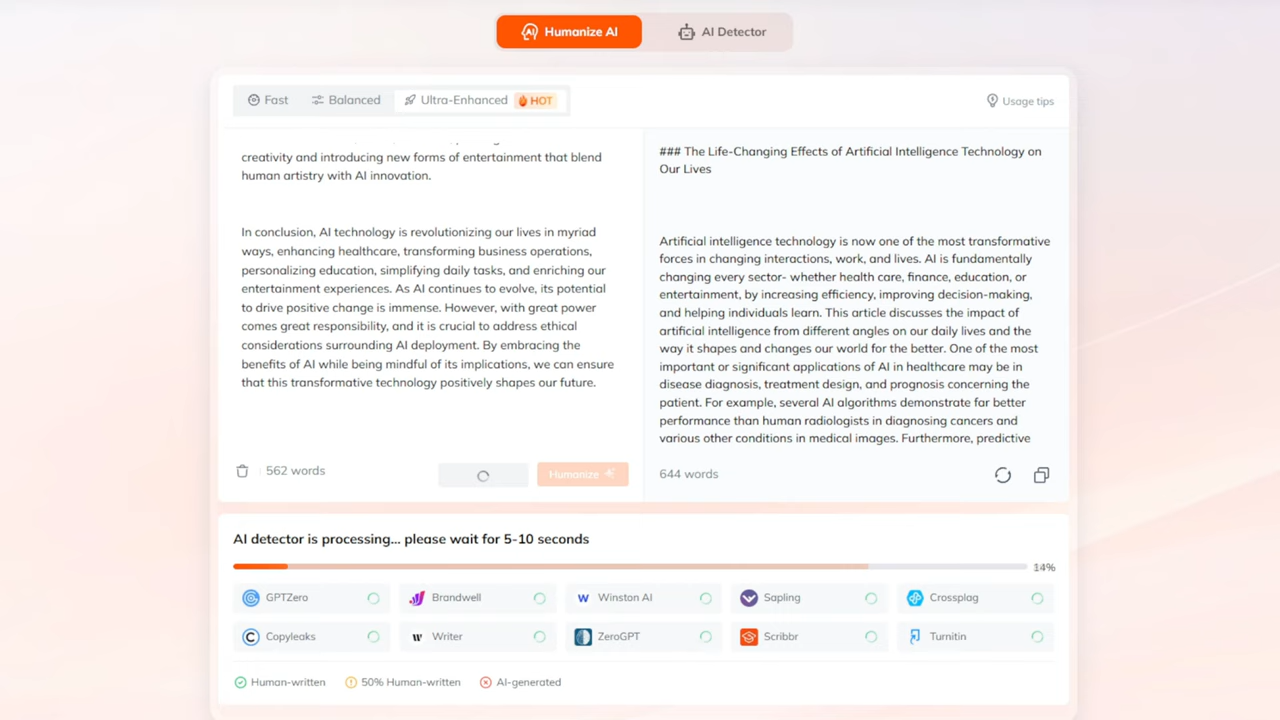 Humanize AI
AI Detector
Fast
Balanced
Ultra-Enhanced
HOT
Usage tips
creativity and introducing new forms of entertainment that blend
human artistry with AI innovation.
In conclusion, AI technology is revolutionizing our lives in myriad
ways, enhancing healthcare, transforming business operations,
personalizing education, simplifying daily tasks, and enriching our
entertainment experiences. As AI continues to evolve, its potential
to drive positive change is immense. However, with great power
comes great responsibility, and it is crucial to address ethical
considerations surrounding AI deployment. By embracing the
benefits of AI while being mindful of its implications, we can ensure
that this transformative technology positively shapes our future.
562 words
Humanize
### The Life-Changing Effects of Artificial Intelligence Technology on
Our Lives
Artificial intelligence technology is now one of the most transformative
forces in changing interactions, work, and lives. AI is fundamentally
changing every sector- whether health care, finance, education, or
entertainment, by increasing efficiency, improving decision-making,
and helping individuals learn. This article discusses the impact of
artificial intelligence from different angles on our daily lives and the
way it shapes and changes our world for the better. One of the most
important or significant applications of AI in healthcare may be in
disease diagnosis, treatment design, and prognosis concerning the
patient. For example, several AI algorithms demonstrate far better
performance than human radiologists in diagnosing cancers and
various other conditions in medical images. Furthermore, predictive
644 words
AI detector is processing... please wait for 5-10 seconds
14%
GPTZero
Brandwell
Winston AI
Sapling
Crossplag
Copyleaks
Writer
ZeroGPT
Scribbr
Turnitin
Human-written
50% Human-written
AI-generated